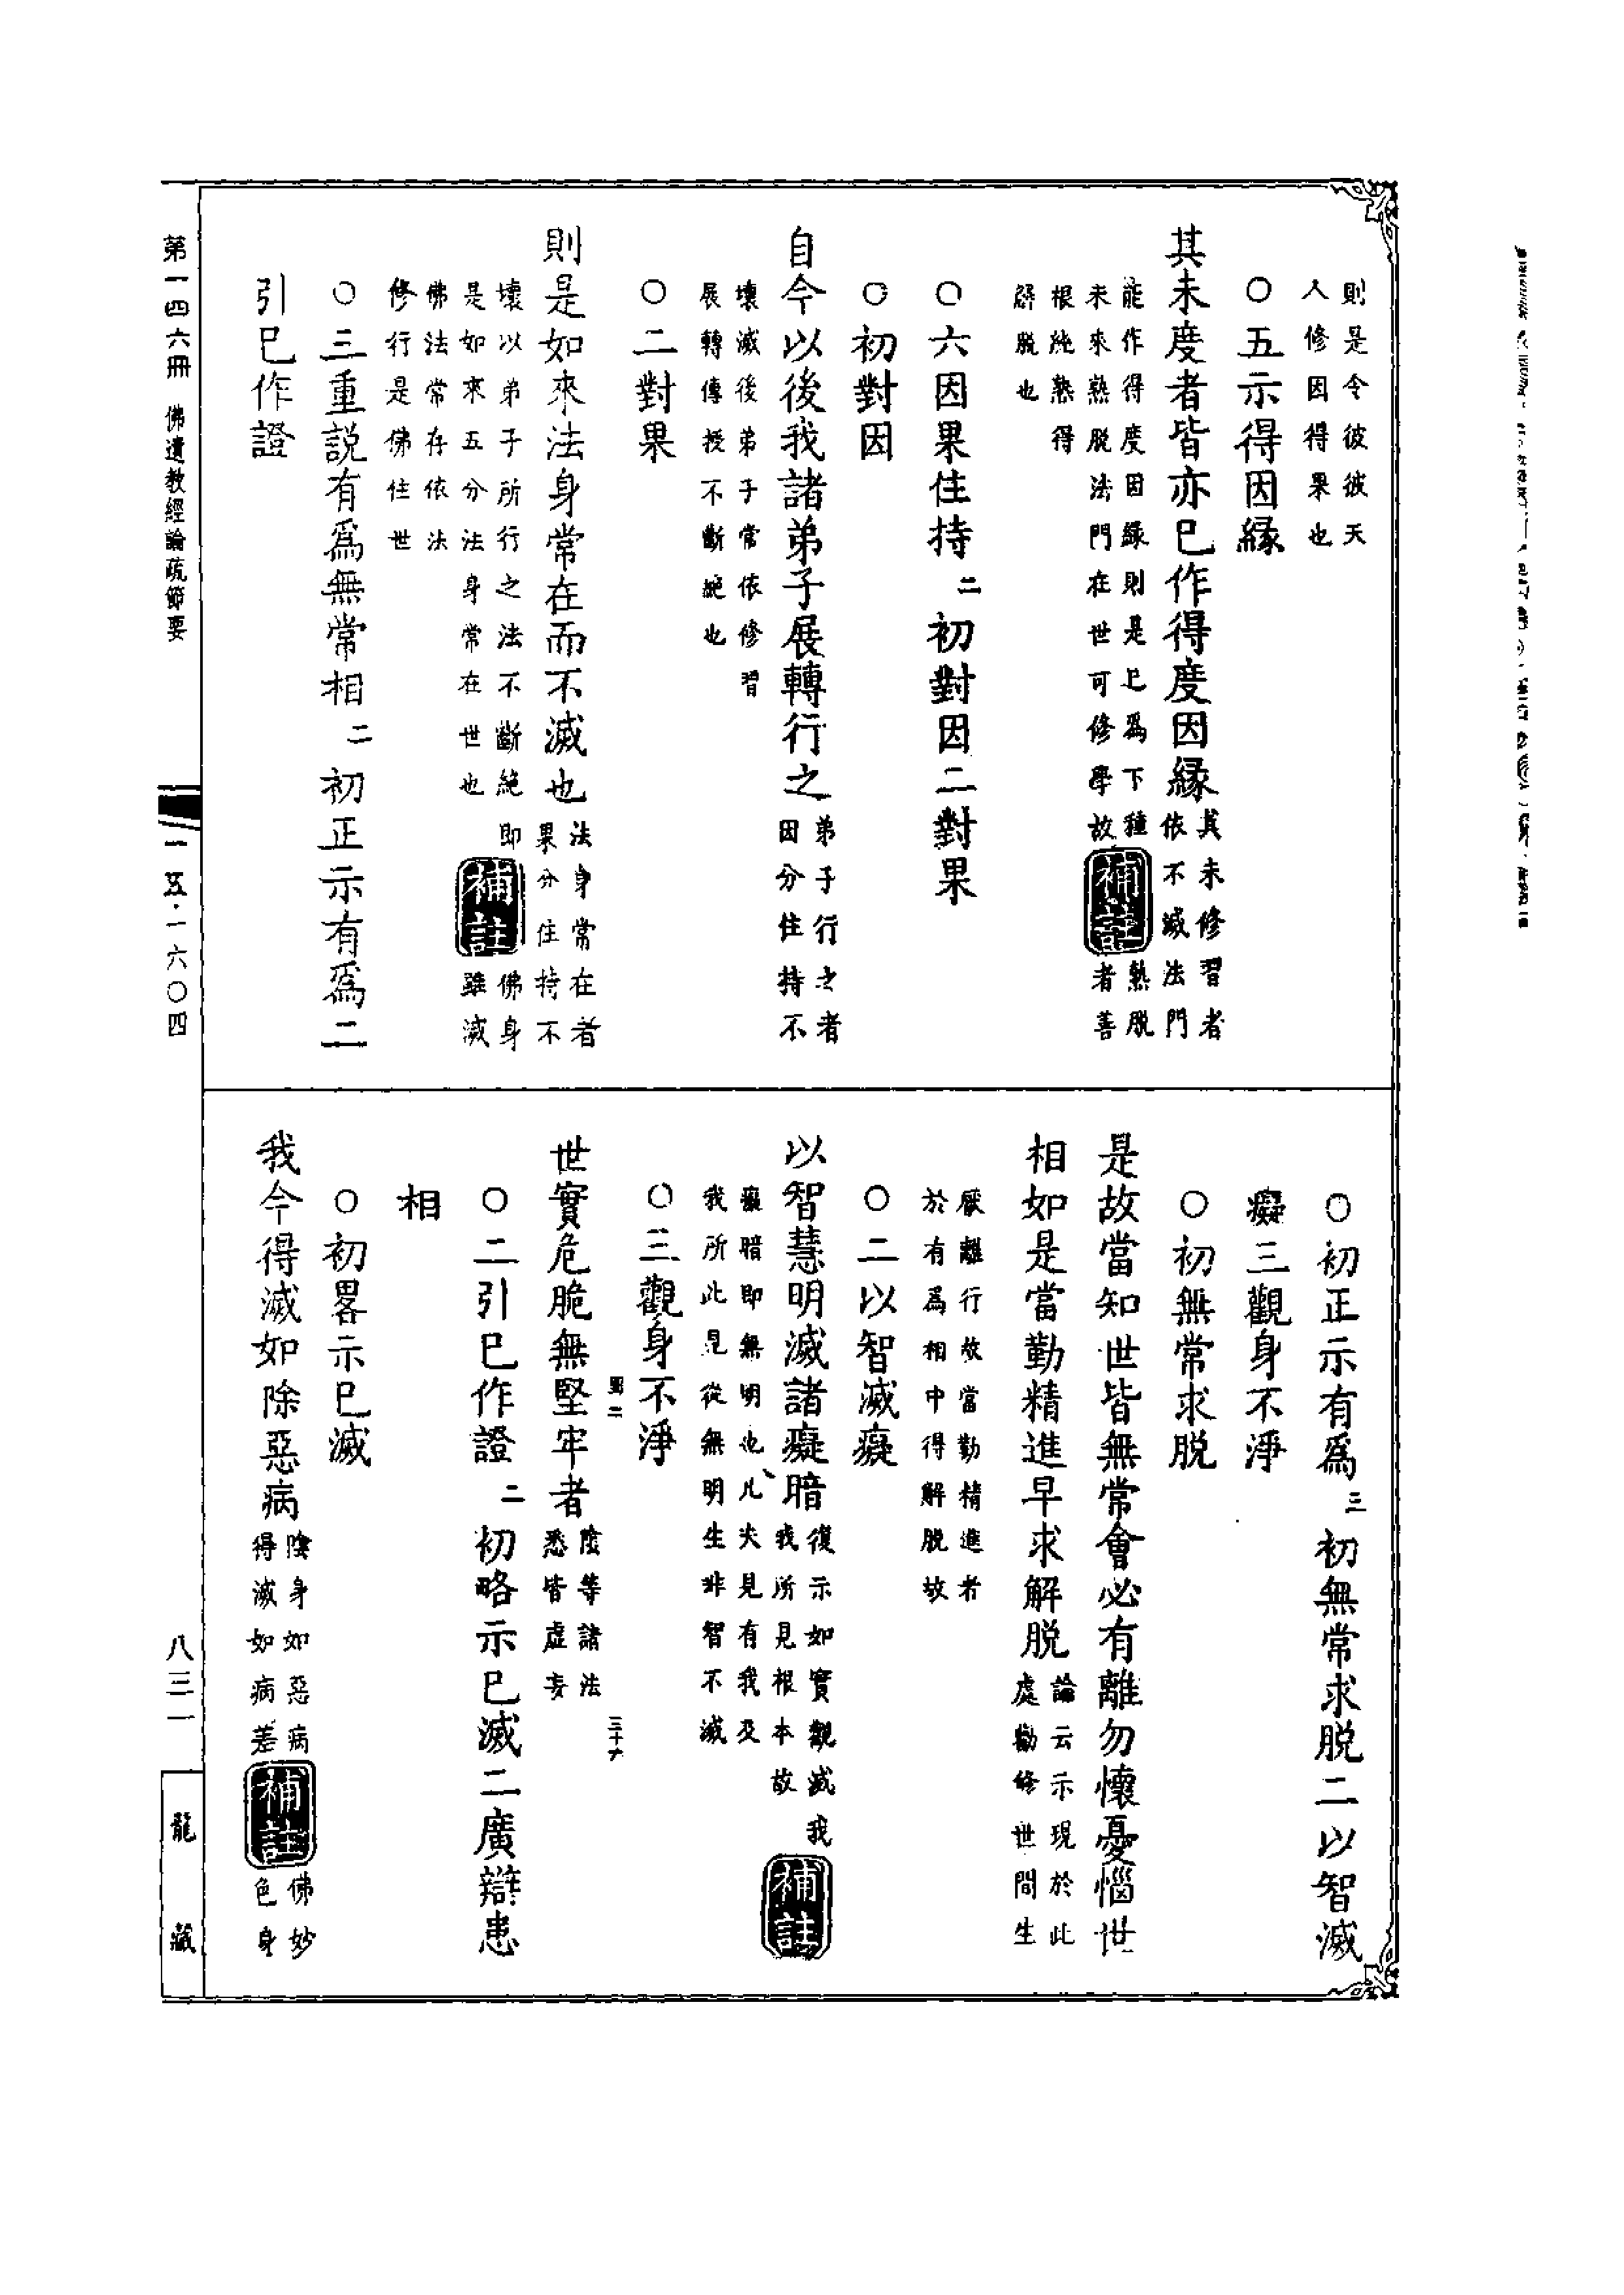 則是令彼彼天
人修因得果也
○五示得因緣
其未度者皆亦已作得度因緣其未修習者
依不滅法門
能作得度因緣則是已爲下種補註熟脫
未來熟脫法門在世可修學故者善
根純熟得
解脫也
○六因果住持二初對因二對果
○初對因
自今以後我諸弟子展轉行之弟子行之者
因分住持不
壞滅後弟子常依修習
展轉傳授不斷絕也
○二對果
則是如來法身常在而不滅也法身常在者
果分住持不
壞以弟子所行之法不斷絕即補註佛身
是如來五分法身常在世也雖滅
佛法常存依法
修行是佛住世
○三重說有爲無常相二初正示有爲二
引已作證
○初正示有爲三初無常求脫二以智滅
癡三觀身不淨
○初無常求脫
是故當知世皆無常會必有離勿懷憂惱世
相如是當勤精進早求解脫論云示現於此
處勸修世間生
厭離行故當勤精進者
於有爲相中得解脫故
○二以智滅癡
以智慧明滅諸癡暗復示如實觀滅我
我所見根本故補註
癡暗即無明也凡夫見有我及
我所此見從無明生非智不滅
○三觀身不淨
世實危脆無堅牢者陰等諸法
悉皆虛妄
三十六
○二引已作證二初略示已滅二廣辯患
相
○初畧示已滅
我今得滅如除惡病陰身如惡病
得滅如病差補註佛妙
色身
第一四六冊 佛遺教經論疏節要
一五·一六〇四
八三一
龍藏